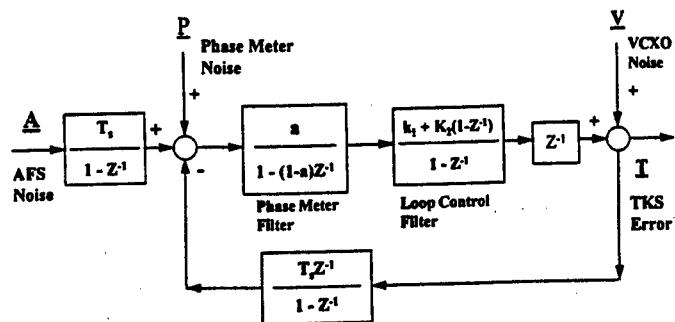 P
Phase Meter
Noise
V
VCXO
Noise
+
+
A
AFS
Noise
T_s
1 - Z^-1
+
-
a
1 - (1-a)Z^-1
Phase Meter
Filter
k_1 + K_2(1-Z^-1)
1 - Z^-1
Loop Control
Filter
Z^-1
+
T
TKS
Error
T_s Z^-1
1 - Z^-1